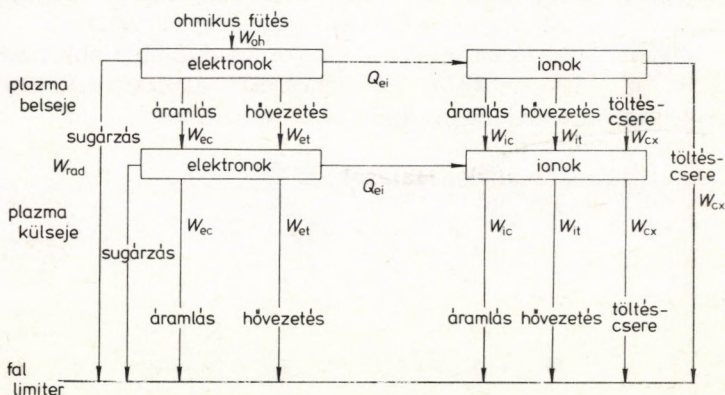 ohmikus fűtés
W_oh
elektronok
ionok
Q_ei
plazma
belseje
áramlás
hővezetés
áramlás
hővezetés
töltés-
csere
sugárzás
W_ec
W_et
W_ic
W_it
W_cx
töltés-
csere
W_cx
W_rad
elektronok
ionok
Q_ei
plazma
külseje
W_ec
W_et
W_ic
W_it
W_cx
sugárzás
áramlás
hővezetés
áramlás
hővezetés
töltés-
csere
fal
limiter